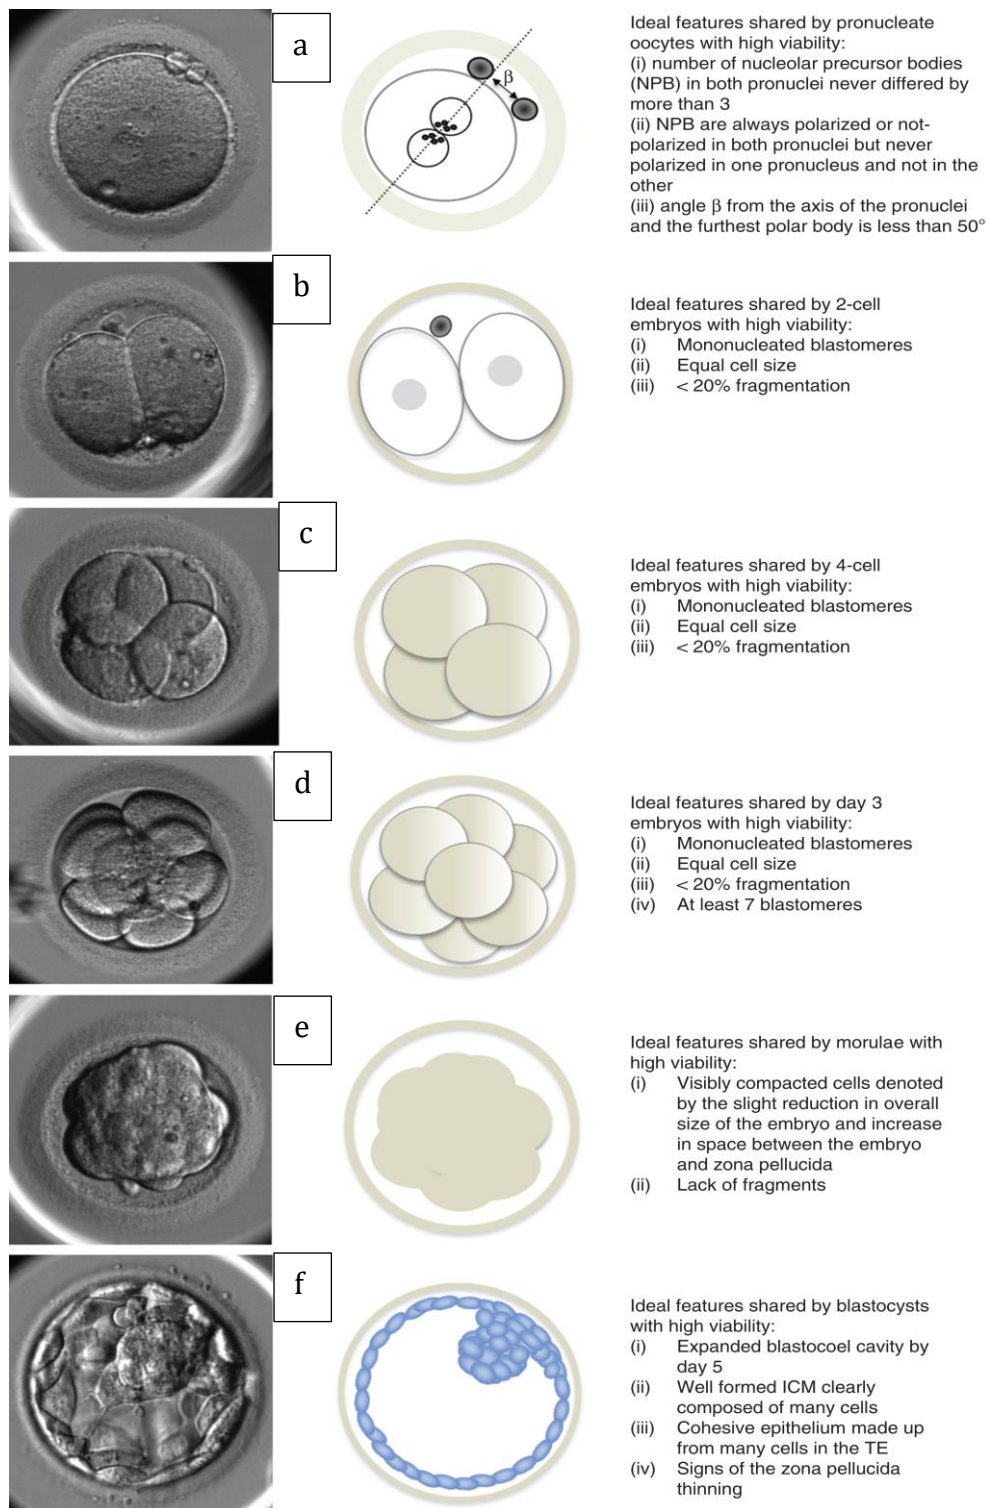 a
β
Ideal features shared by pronucleate
oocytes with high viability:
(i) number of nucleolar precursor bodies
(NPB) in both pronuclei never differed by
more than 3
(ii) NPB are always polarized or not-
polarized in both pronuclei but never
polarized in one pronucleus and not in the
other
(iii) angle β from the axis of the pronuclei
and the furthest polar body is less than 50°
b
Ideal features shared by 2-cell
embryos with high viability:
(i) Mononucleated blastomeres
(ii) Equal cell size
(iii) < 20% fragmentation
c
Ideal features shared by 4-cell
embryos with high viability:
(i) Mononucleated blastomeres
(ii) Equal cell size
(iii) < 20% fragmentation
d
Ideal features shared by day 3
embryos with high viability:
(i) Mononucleated blastomeres
(ii) Equal cell size
(iii) < 20% fragmentation
(iv) At least 7 blastomeres
e
Ideal features shared by morulae with
high viability:
(i) Visibly compacted cells denoted
by the slight reduction in overall
size of the embryo and increase
in space between the embryo
and zona pellucida
(ii) Lack of fragments
f
Ideal features shared by blastocysts
with high viability:
(i) Expanded blastocoel cavity by
day 5
(ii) Well formed ICM clearly
composed of many cells
(iii) Cohesive epithelium made up
from many cells in the TE
(iv) Signs of the zona pellucida
thinning